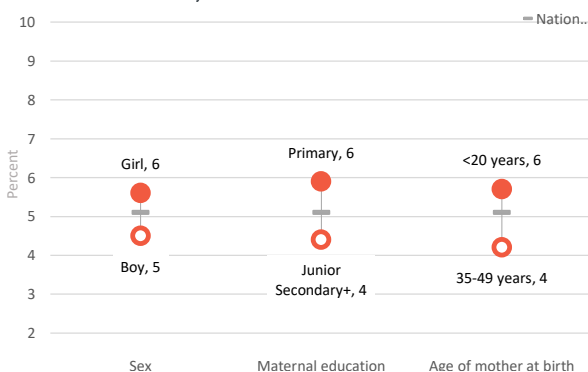 10
Nation..
9
8
7
6
5
4
3
2
Percent
Girl, 6
Boy, 5
Primary, 6
Junior
Secondary+, 4
<20 years, 6
35-49 years, 4
Sex
Maternal education
Age of mother at birth